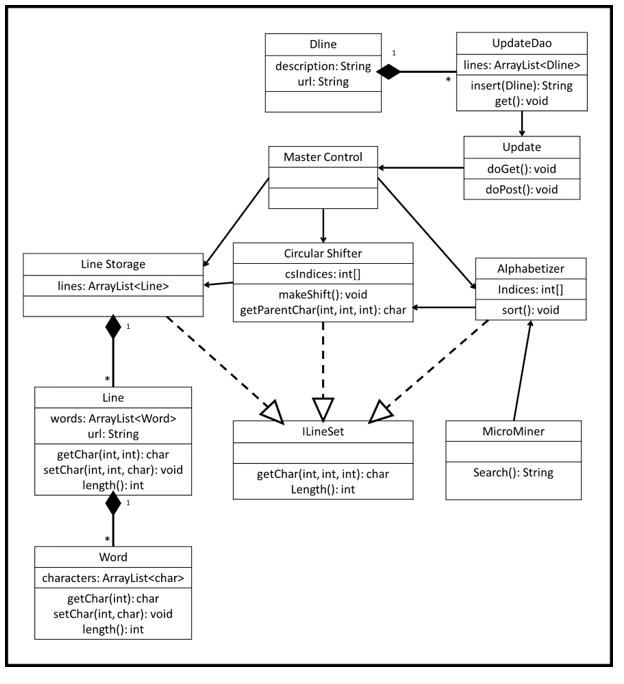 Dline
description: String
url: String
1
*
UpdateDao
lines: ArrayList<Dline>
insert(Dline): String
get(): void
Update
doGet(): void
doPost(): void
Master Control
Line Storage
lines: ArrayList<Line>
Circular Shifter
csIndices: int[]
makeShift(): void
getParentChar(int, int, int): char
Alphabetizer
Indices: int[]
sort(): void
1
*
Line
words: ArrayList<Word>
url: String
getChar(int, int): char
setChar(int, int, char): void
length(): int
ILineSet
getChar(int, int, int): char
Length(): int
MicroMiner
Search(): String
1
*
Word
characters: ArrayList<char>
getChar(int): char
setChar(int, char): void
length(): int